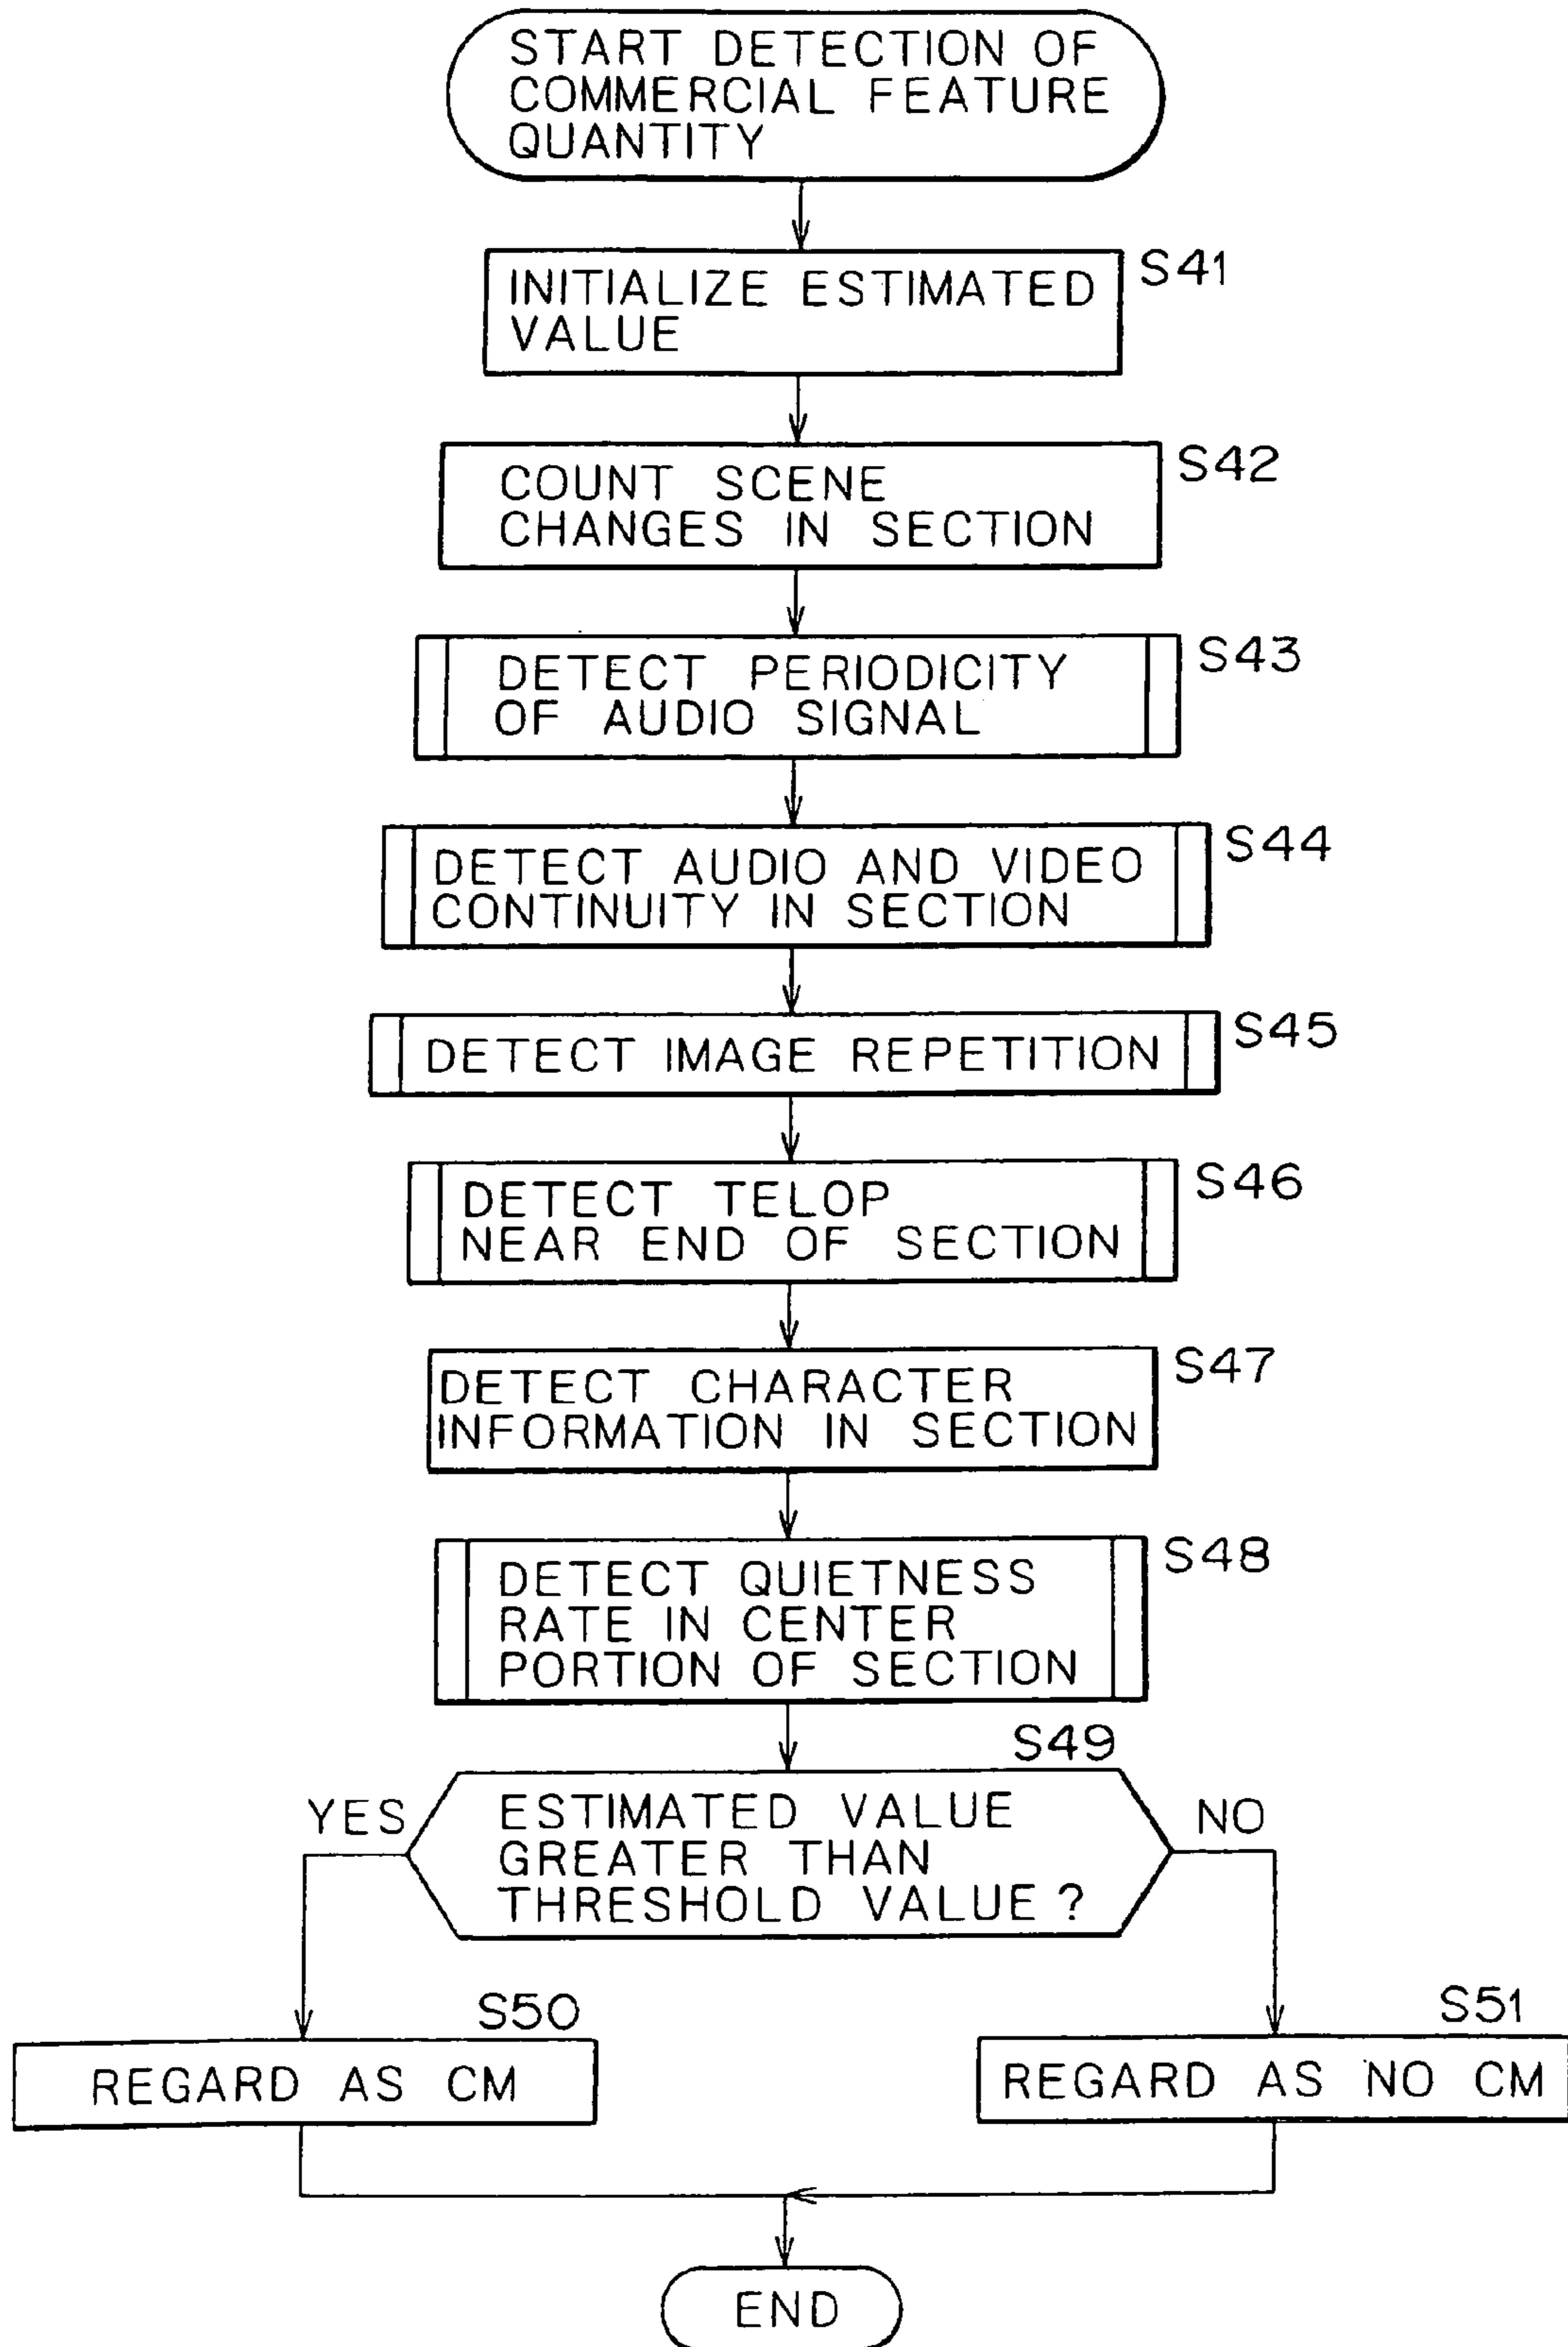 START DETECTION OF
COMMERCIAL FEATURE
QUANTITY
S41
INITIALIZE ESTIMATED
VALUE
S42
COUNT SCENE
CHANGES IN SECTION
S43
DETECT PERIODICITY
OF AUDIO SIGNAL
S44
DETECT AUDIO AND VIDEO
CONTINUITY IN SECTION
S45
DETECT IMAGE REPETITION
S46
DETECT TELOP
NEAR END OF SECTION
S47
DETECT CHARACTER
INFORMATION IN SECTION
S48
DETECT QUIETNESS
RATE IN CENTER
PORTION OF SECTION
S49
YES
ESTIMATED VALUE
GREATER THAN
THRESHOLD VALUE?
NO
S50
REGARD AS CM
S51
REGARD AS NO CM
END